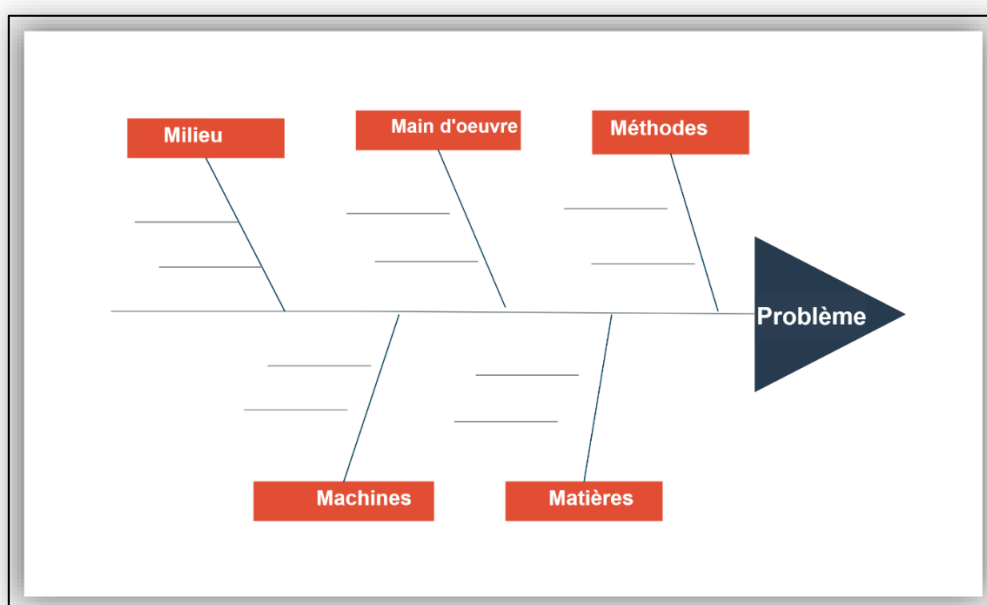 Milieu
Main d'oeuvre
Méthodes
Problème
Machines
Matières